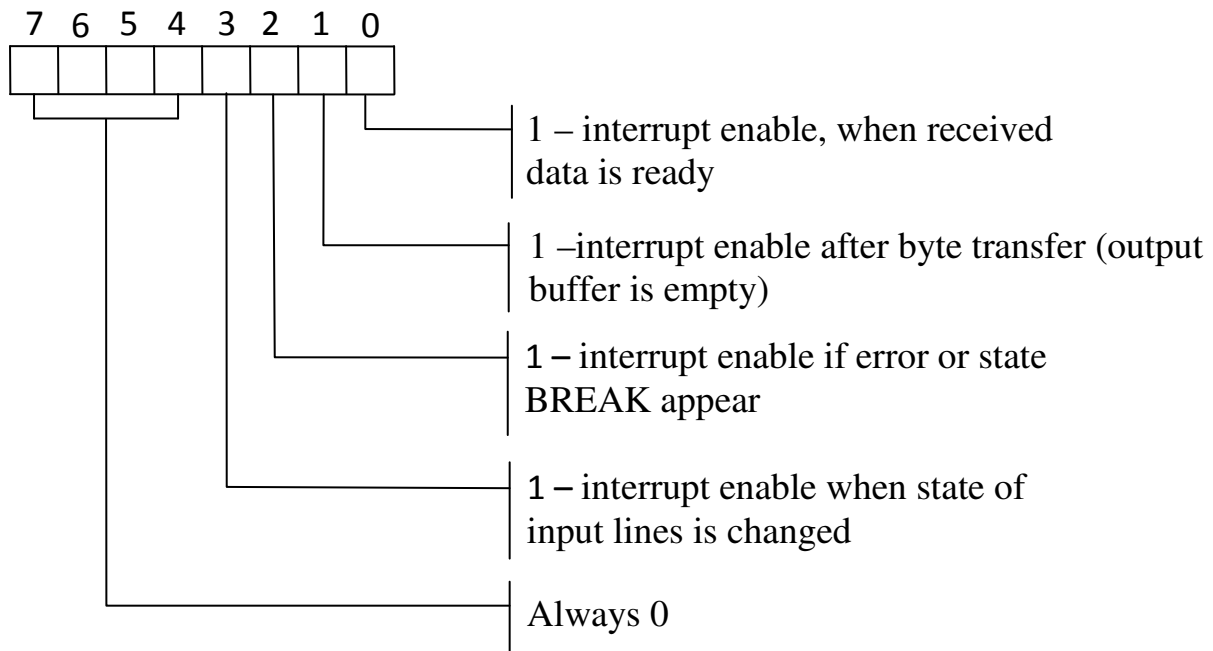 7 6 5 4 3 2 1 0
1 – interrupt enable, when received
data is ready
1 –interrupt enable after byte transfer (output
buffer is empty)
1 – interrupt enable if error or state
BREAK appear
1 – interrupt enable when state of
input lines is changed
Always 0